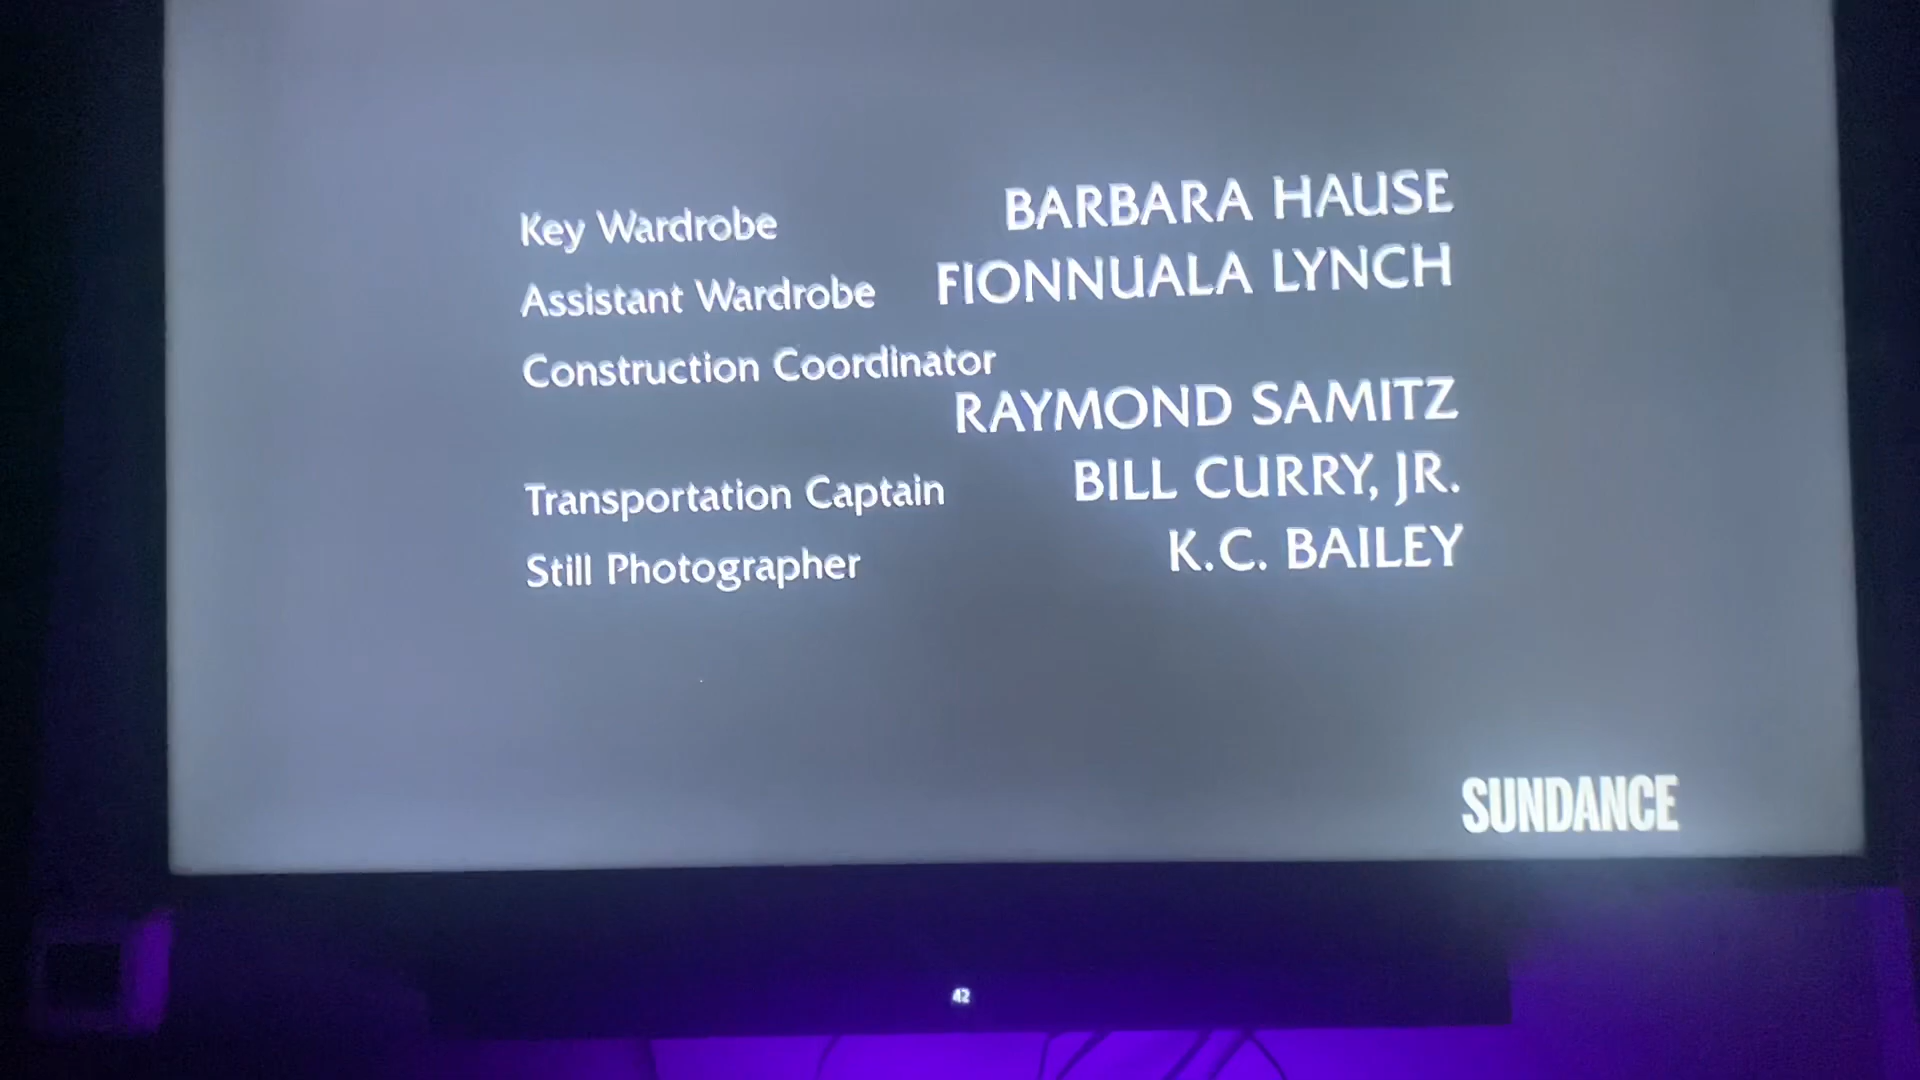 Key Wardrobe BARBARA HAUSE
Assistant Wardrobe FIONNUALA LYNCH
Construction Coordinator
RAYMOND SAMITZ
Transportation Captain BILL CURRY, JR.
Still Photographer K.C. BAILEY
SUNDANCE
42